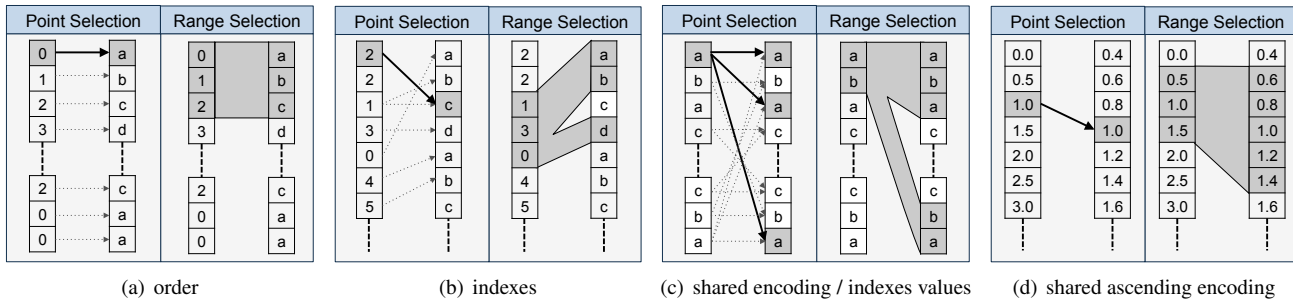 Point Selection
Range Selection
0
1
2
3
2
0
0
a
b
c
d
c
a
a
0
1
2
3
2
0
0
a
b
c
d
c
a
a
(a) order
Point Selection
Range Selection
2
2
1
3
0
4
5
a
b
c
d
a
b
c
2
2
1
3
0
4
5
a
b
c
d
a
b
c
(b) indexes
Point Selection
Range Selection
a
b
a
c
c
b
a
a
b
a
c
c
b
a
a
b
a
c
c
b
a
a
b
a
c
c
b
a
(c) shared encoding / indexes values
Point Selection
Range Selection
0.0
0.5
1.0
1.5
2.0
2.5
3.0
0.4
0.6
0.8
1.0
1.2
1.4
1.6
0.0
0.5
1.0
1.5
2.0
2.5
3.0
0.4
0.6
0.8
1.0
1.2
1.4
1.6
(d) shared ascending encoding